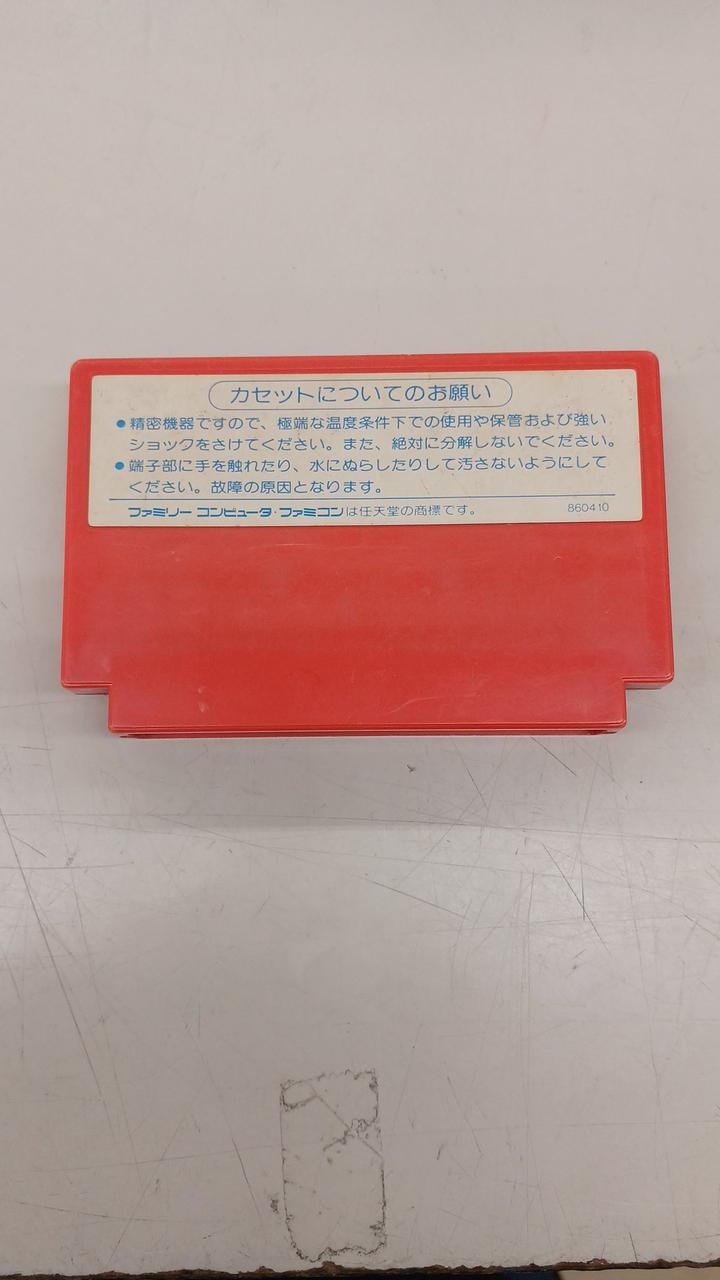 カセットについてのお願い
●精密機器ですので、極端な温度条件下での使用や保管および強い
ショックをさけてください。また、絶対に分解しないでください。
●端子部に手を触れたり、水にぬらしたりして汚さないようにして
ください。故障の原因となります。
ファミリー コンピュータ・ファミコンは任天堂の商標です。 860410